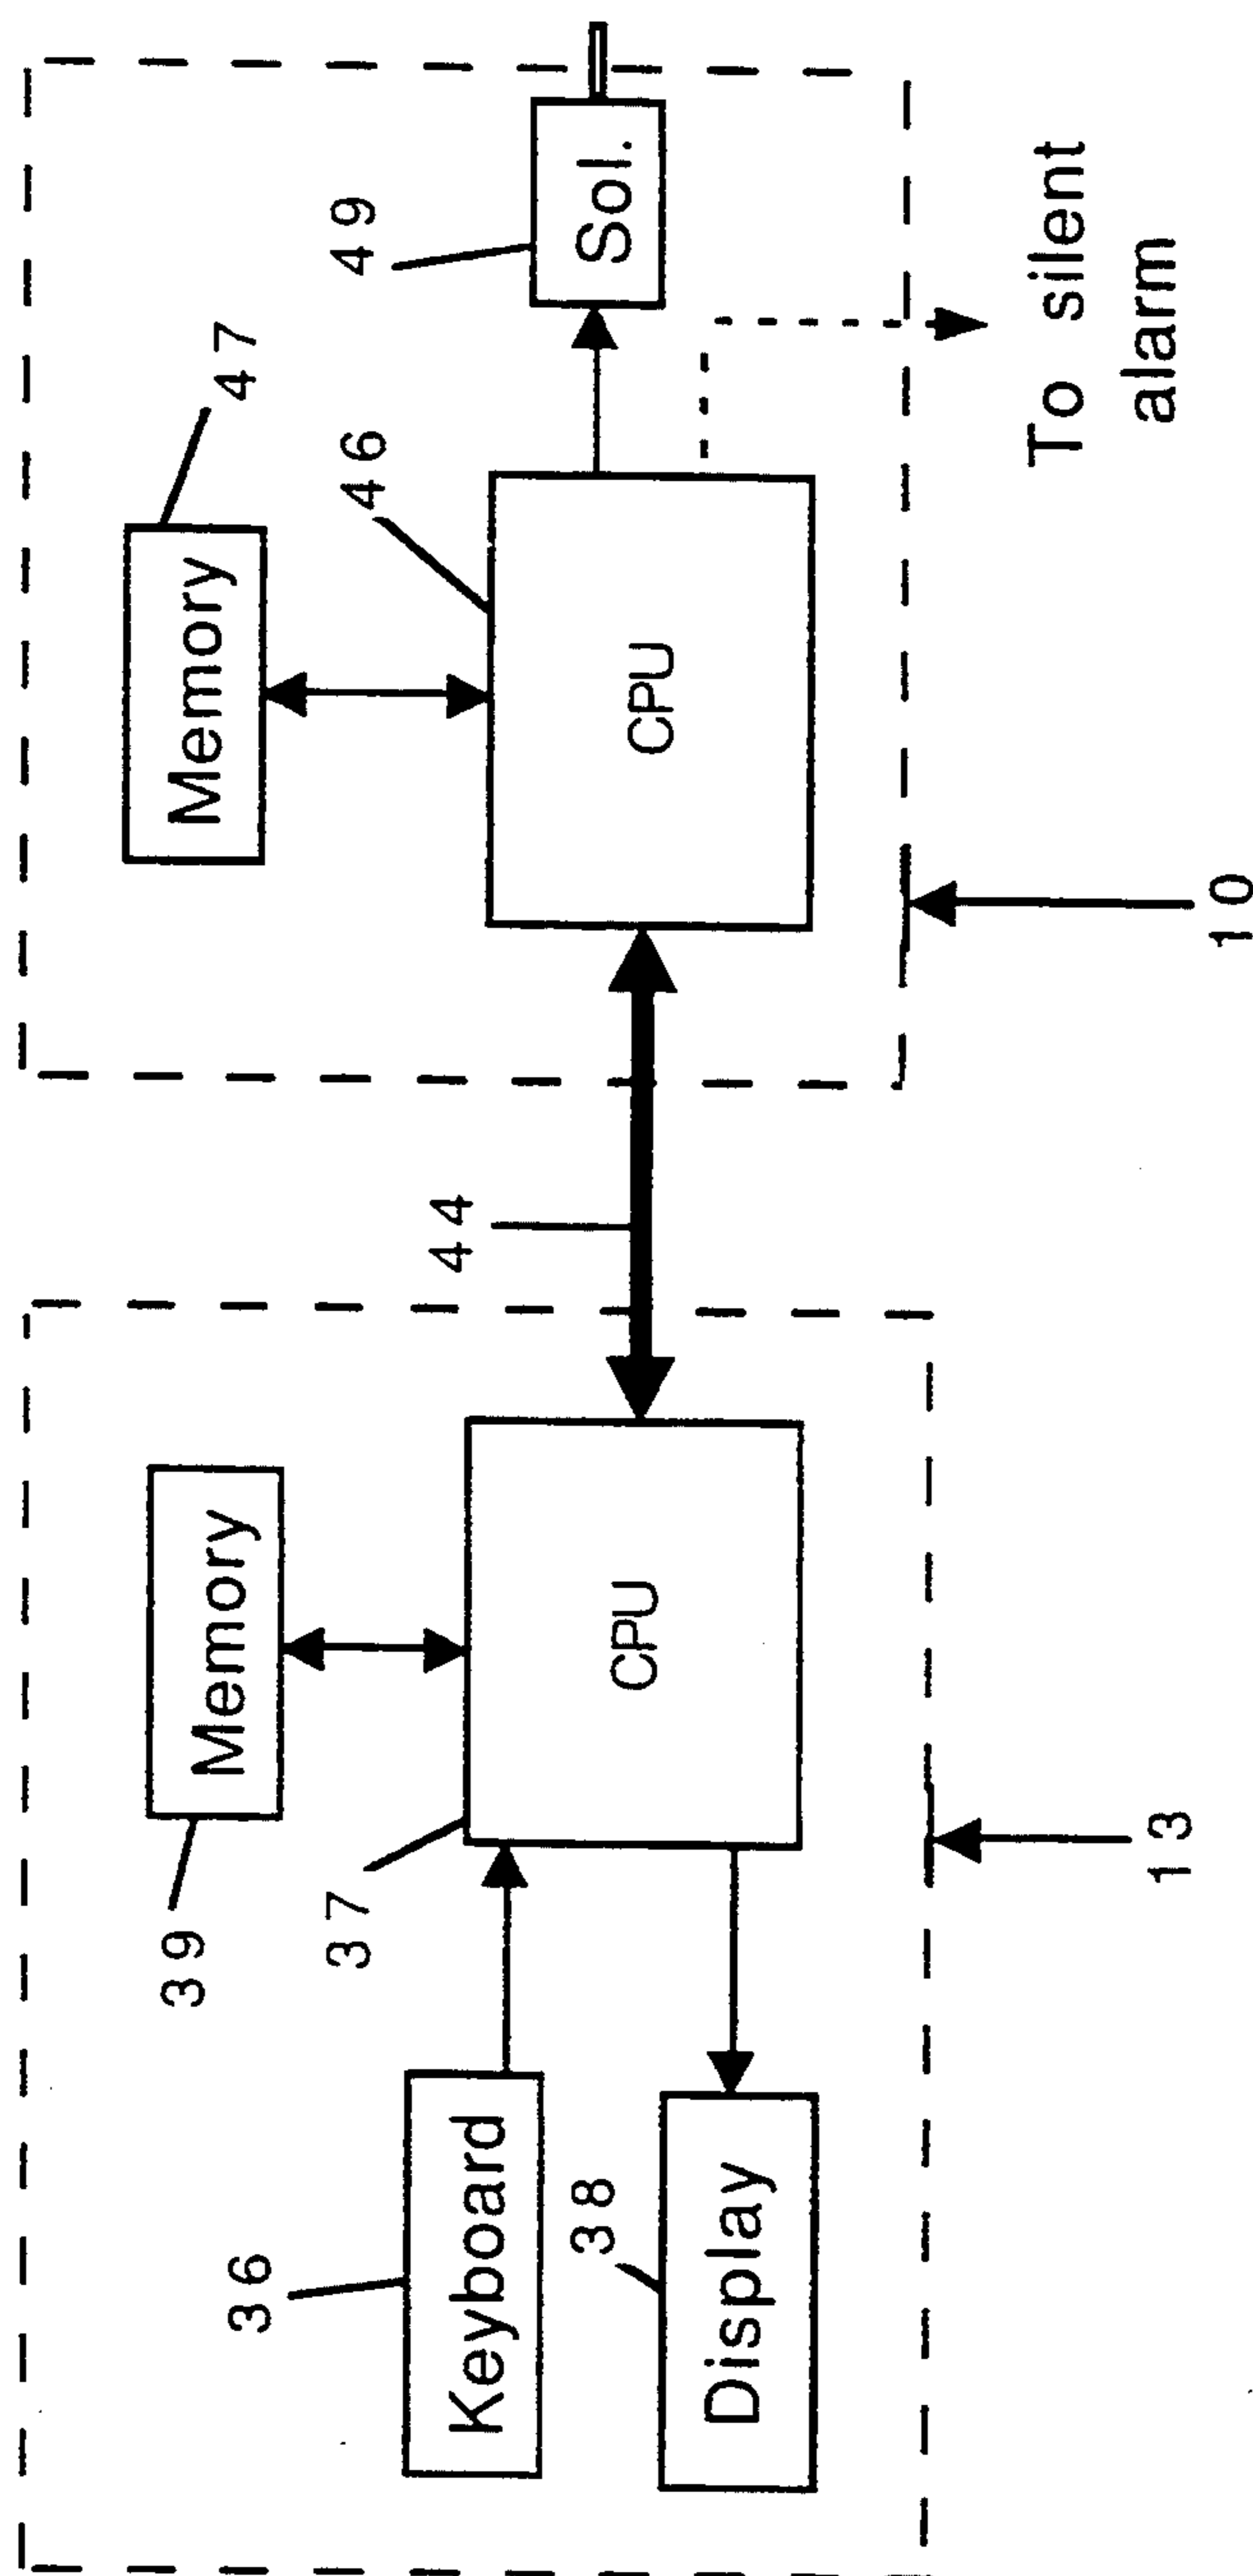 Memory
47
49
Sol.
46
CPU
To silent
alarm
10
44
Memory
39
37
CPU
36
Keyboard
38
Display
13